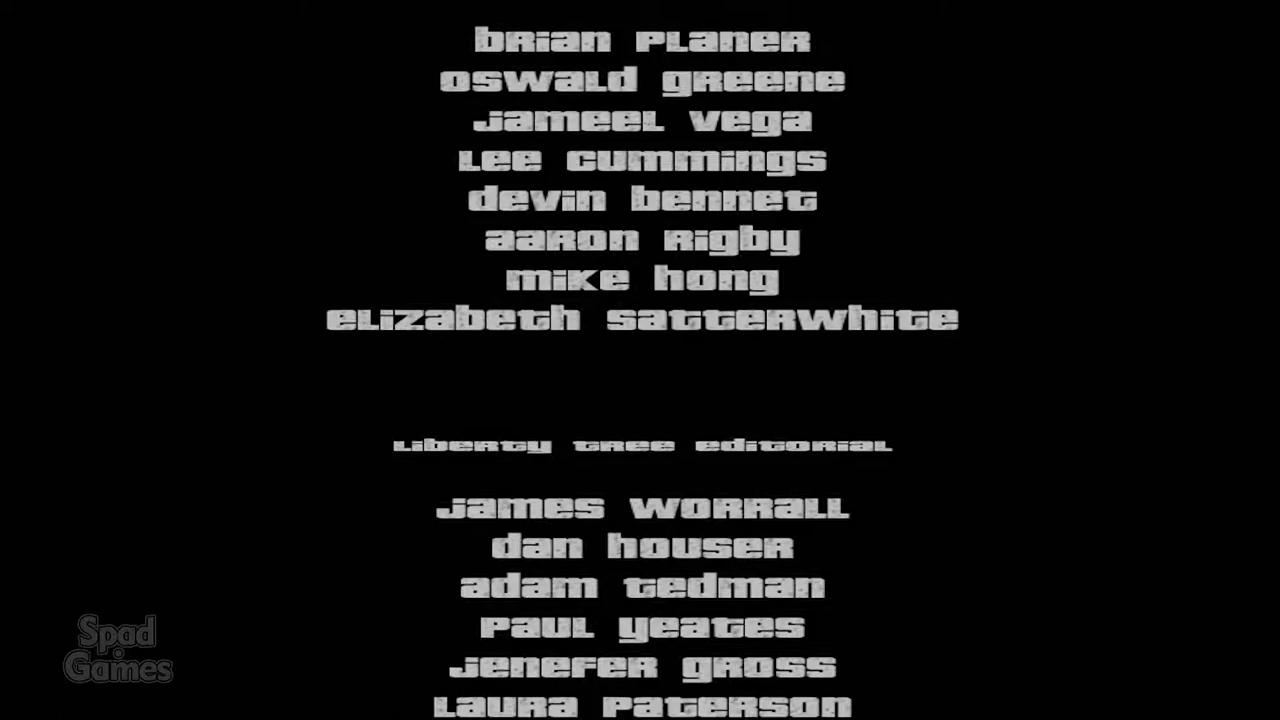 Brian Planer
Oswald Greene
Jameel Vega
Lee Cummings
Devin Bennet
Aaron Rigby
Mike Hong
Elizabeth Satterwhite
Liberty Tree Editorial
James Worrall
Dan Houser
Adam Tedman
Paul Yeates
Jenefer Gross
Laura Paterson
Spad
Games